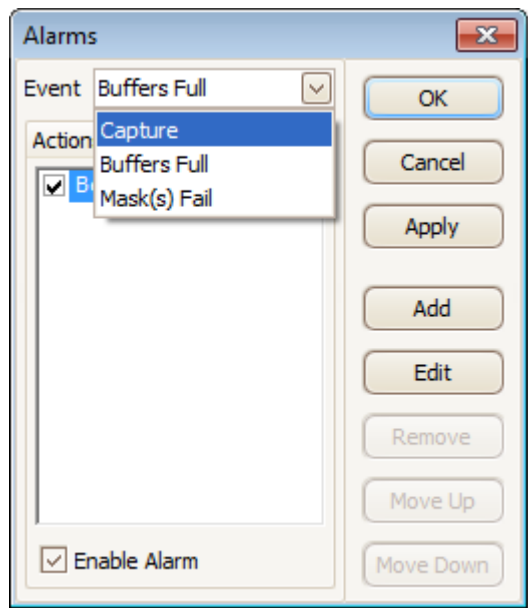 Alarms
Event Buffers Full
Capture
Buffers Full
Mask(s) Fail
Action
OK
Cancel
Apply
Add
Edit
Remove
Move Up
Move Down
Enable Alarm